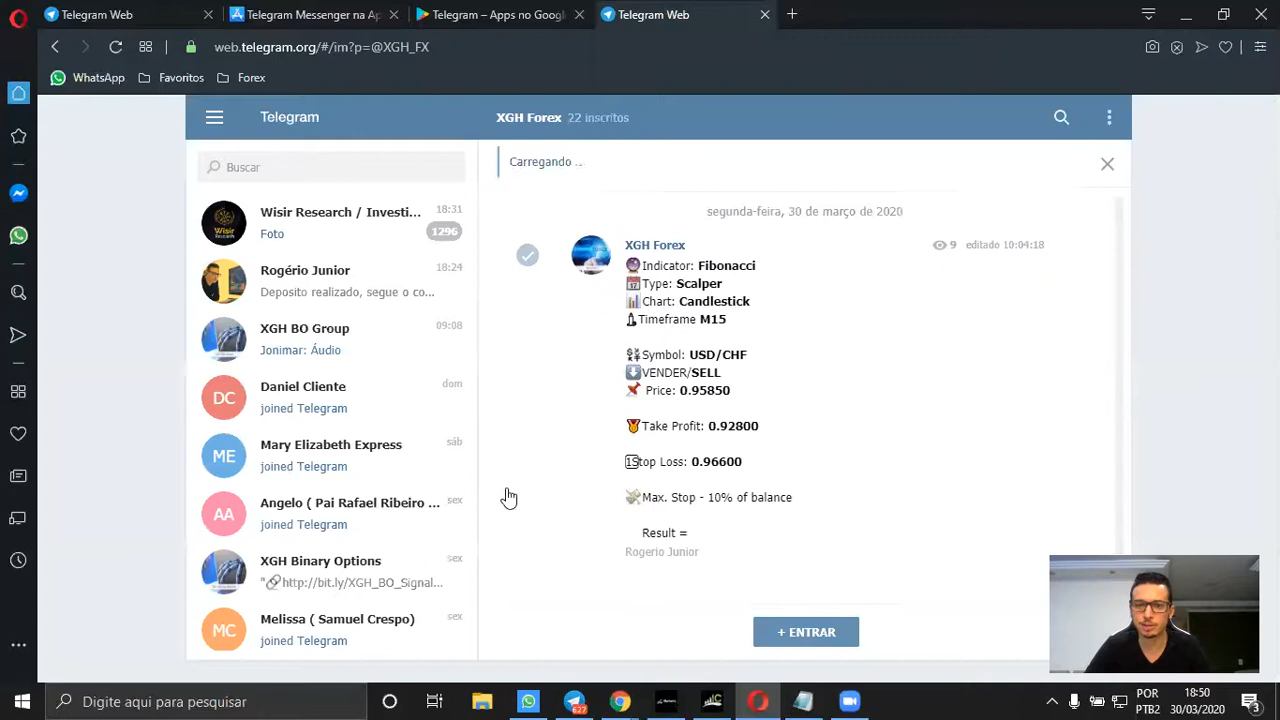 Telegram Web
Telegram Messenger na Ap
Telegram – Apps no Google
Telegram Web
web.telegram.org/#/im?p=@XGH_FX
WhatsApp
Favoritos
Forex
Telegram
XGH Forex 22 inscritos
Buscar
Carregando ...
Wisir Research / Investi... 18:31
Foto 1296
Rogério Junior 18:24
Deposito realizado, segue o co...
XGH BO Group 09:08
Jonimar: Áudio
DC Daniel Cliente dom
joined Telegram
ME Mary Elizabeth Express sáb
joined Telegram
AA Angelo ( Pai Rafael Ribeiro ... sex
joined Telegram
XGH Binary Options sex
"🔗http://bit.ly/XGH_BO_Signal...
MC Melissa ( Samuel Crespo) sex
joined Telegram
segunda-feira, 30 de março de 2020
XGH Forex 9 editado 10:04:18
Indicator: Fibonacci
Type: Scalper
Chart: Candlestick
Timeframe M15
Symbol: USD/CHF
VENDER/SELL
Price: 0.95850
Take Profit: 0.92800
Stop Loss: 0.96600
Max. Stop - 10% of balance
Result =
Rogerio Junior
+ ENTRAR
Digite aqui para pesquisar
627
POR
PTB2
18:50
30/03/2020
3